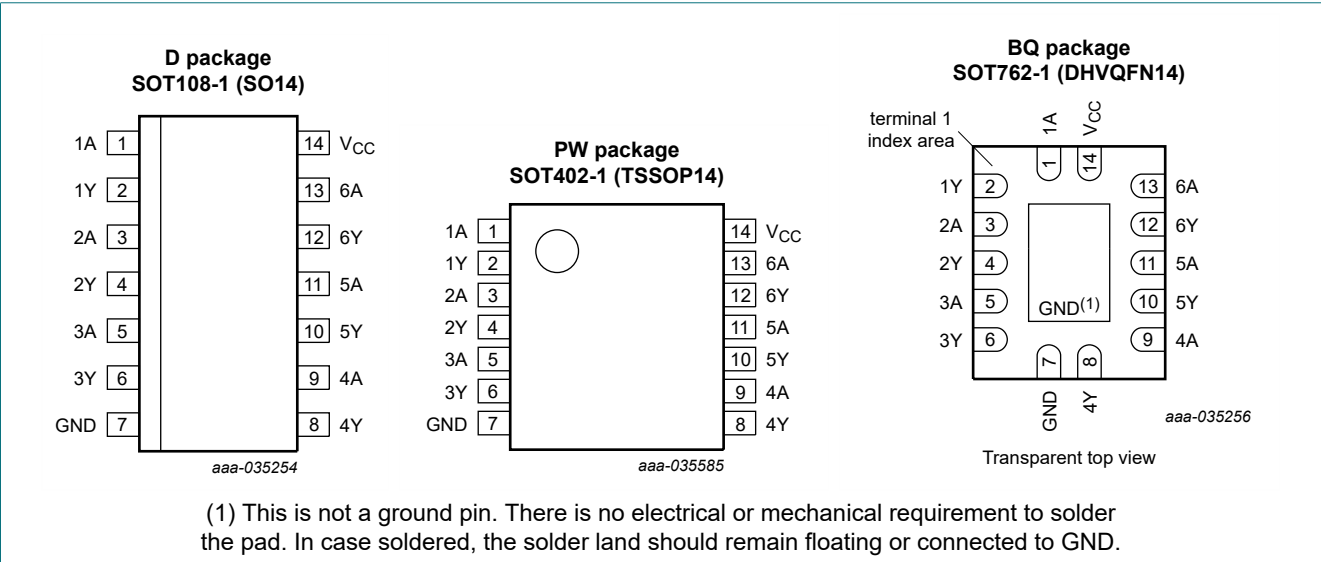 D package
SOT108-1 (SO14)
1A 1 14 VCC
1Y 2 13 6A
2A 3 12 6Y
2Y 4 11 5A
3A 5 10 5Y
3Y 6 9 4A
GND 7 8 4Y
aaa-035254
PW package
SOT402-1 (TSSOP14)
1A 1 14 VCC
1Y 2 13 6A
2A 3 12 6Y
2Y 4 11 5A
3A 5 10 5Y
3Y 6 9 4A
GND 7 8 4Y
aaa-035585
BQ package
SOT762-1 (DHVQFN14)
terminal 1
index area
1A VCC
1 14
1Y 2 13 6A
2A 3 12 6Y
2Y 4 11 5A
3A 5 GND(1) 10 5Y
3Y 6 9 4A
7 8
GND 4Y
aaa-035256
Transparent top view
(1) This is not a ground pin. There is no electrical or mechanical requirement to solder
the pad. In case soldered, the solder land should remain floating or connected to GND.